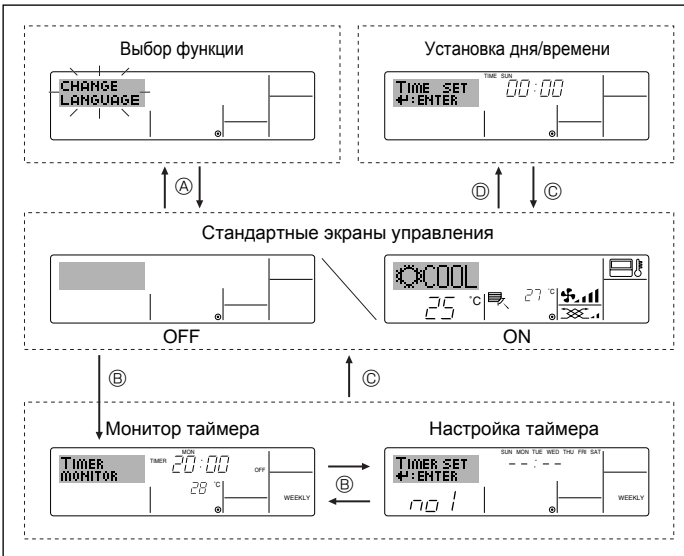 Выбор функции
CHANGE
LANGUAGE
Установка дня/времени
TIME SUN
TIME SET
↵:ENTER
00:00
Ⓐ
Ⓓ
Ⓒ
Стандартные экраны управления
OFF
COOL
25 °C
27 °C
ON
Ⓑ
Ⓒ
Монитор таймера
TIMER
MONITOR
TIMER
MON
20:00
OFF
28 °C
WEEKLY
Ⓑ
Настройка таймера
TIMER SET
↵:ENTER
SUN MON TUE WED THU FRI SAT
--:--
no 1
WEEKLY